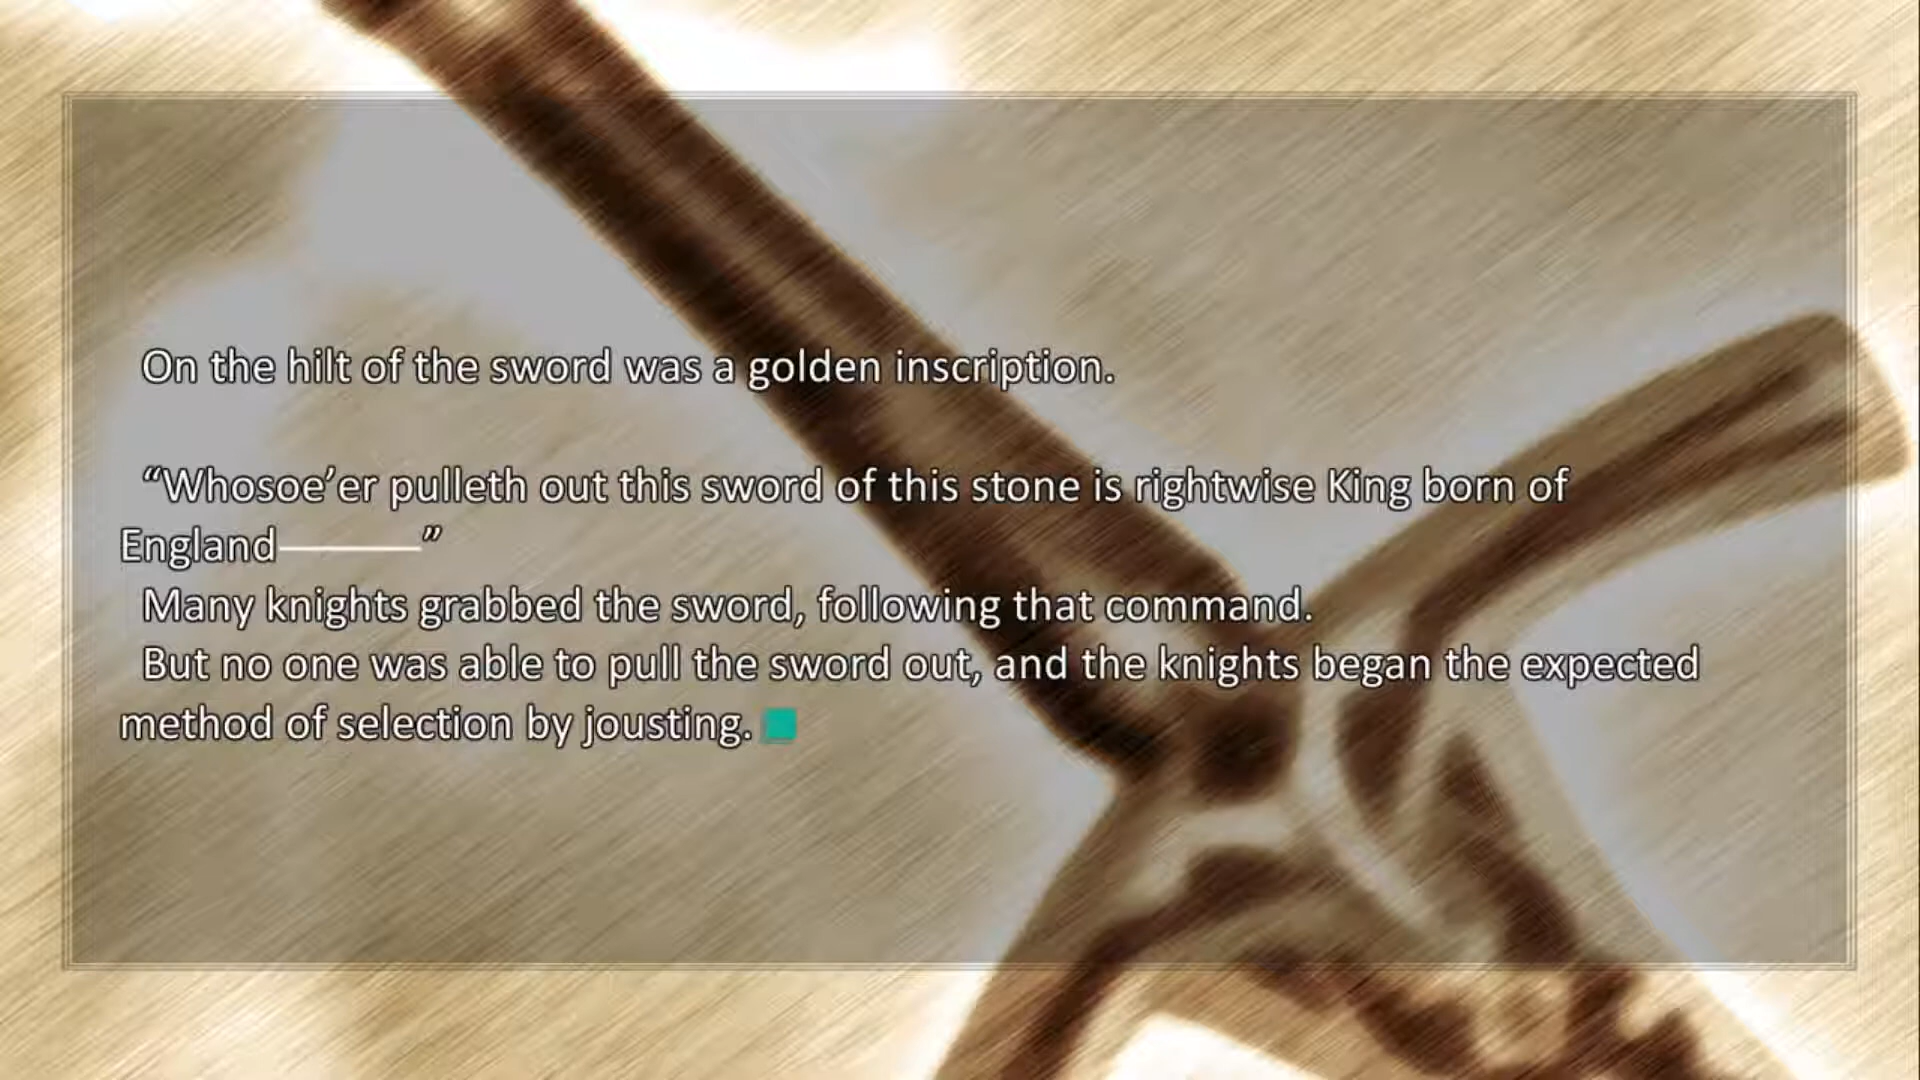 On the hilt of the sword was a golden inscription.
“Whosoe’er pulleth out this sword of this stone is rightwise King born of
England―――”
Many knights grabbed the sword, following that command.
But no one was able to pull the sword out, and the knights began the expected
method of selection by jousting.